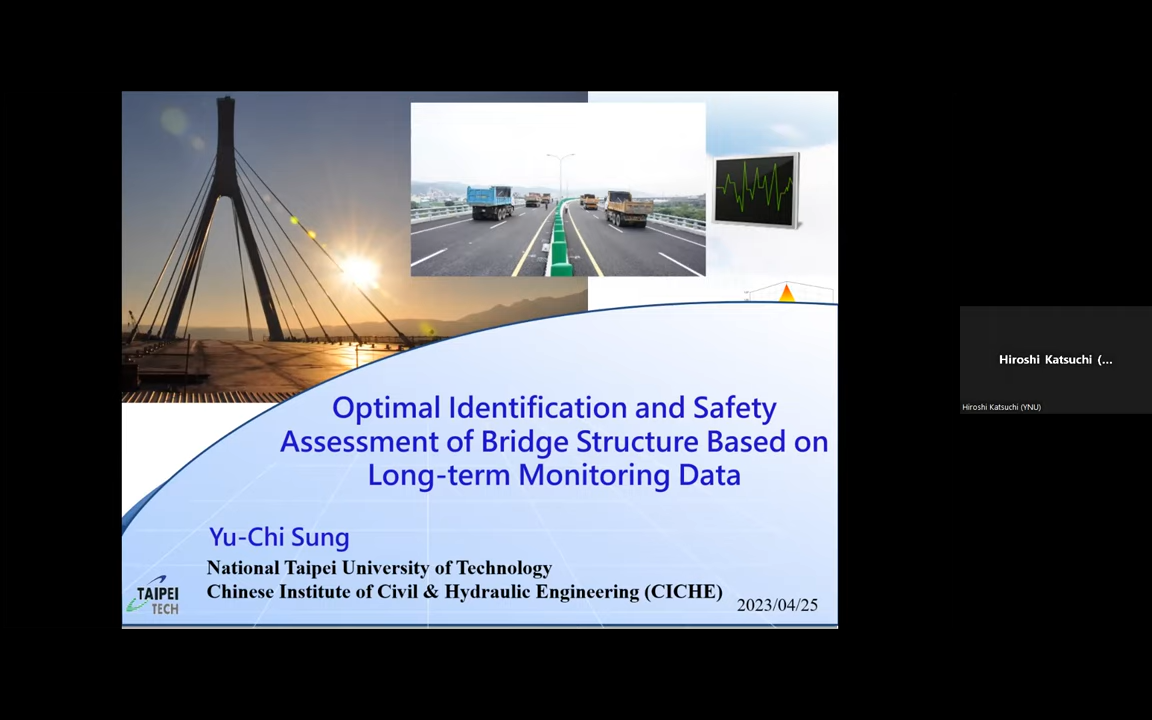 Optimal Identification and Safety
Assessment of Bridge Structure Based on
Long-term Monitoring Data
Yu-Chi Sung
National Taipei University of Technology
Chinese Institute of Civil & Hydraulic Engineering (CICHE)
2023/04/25
TAIPEI
TECH
Hiroshi Katsuchi (...
Hiroshi Katsuchi (YNU)